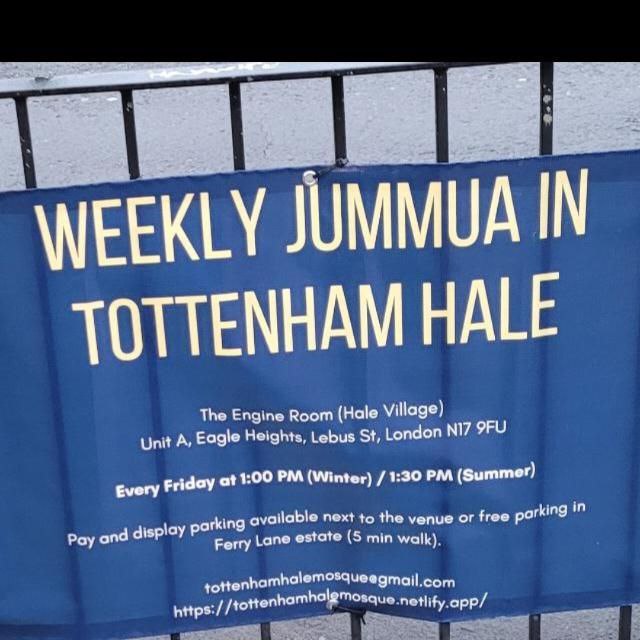 WEEKLY JUMMUA IN
TOTTENHAM HALE
The Engine Room (Hale Village)
Unit A, Eagle Heights, Lebus St, London N17 9FU
Every Friday at 1:00 PM (Winter) / 1:30 PM (Summer)
Pay and display parking available next to the venue or free parking in
Ferry Lane estate (5 min walk).
tottenhamhalemosque@gmail.com
https://tottenhamhalemosque.netlify.app/